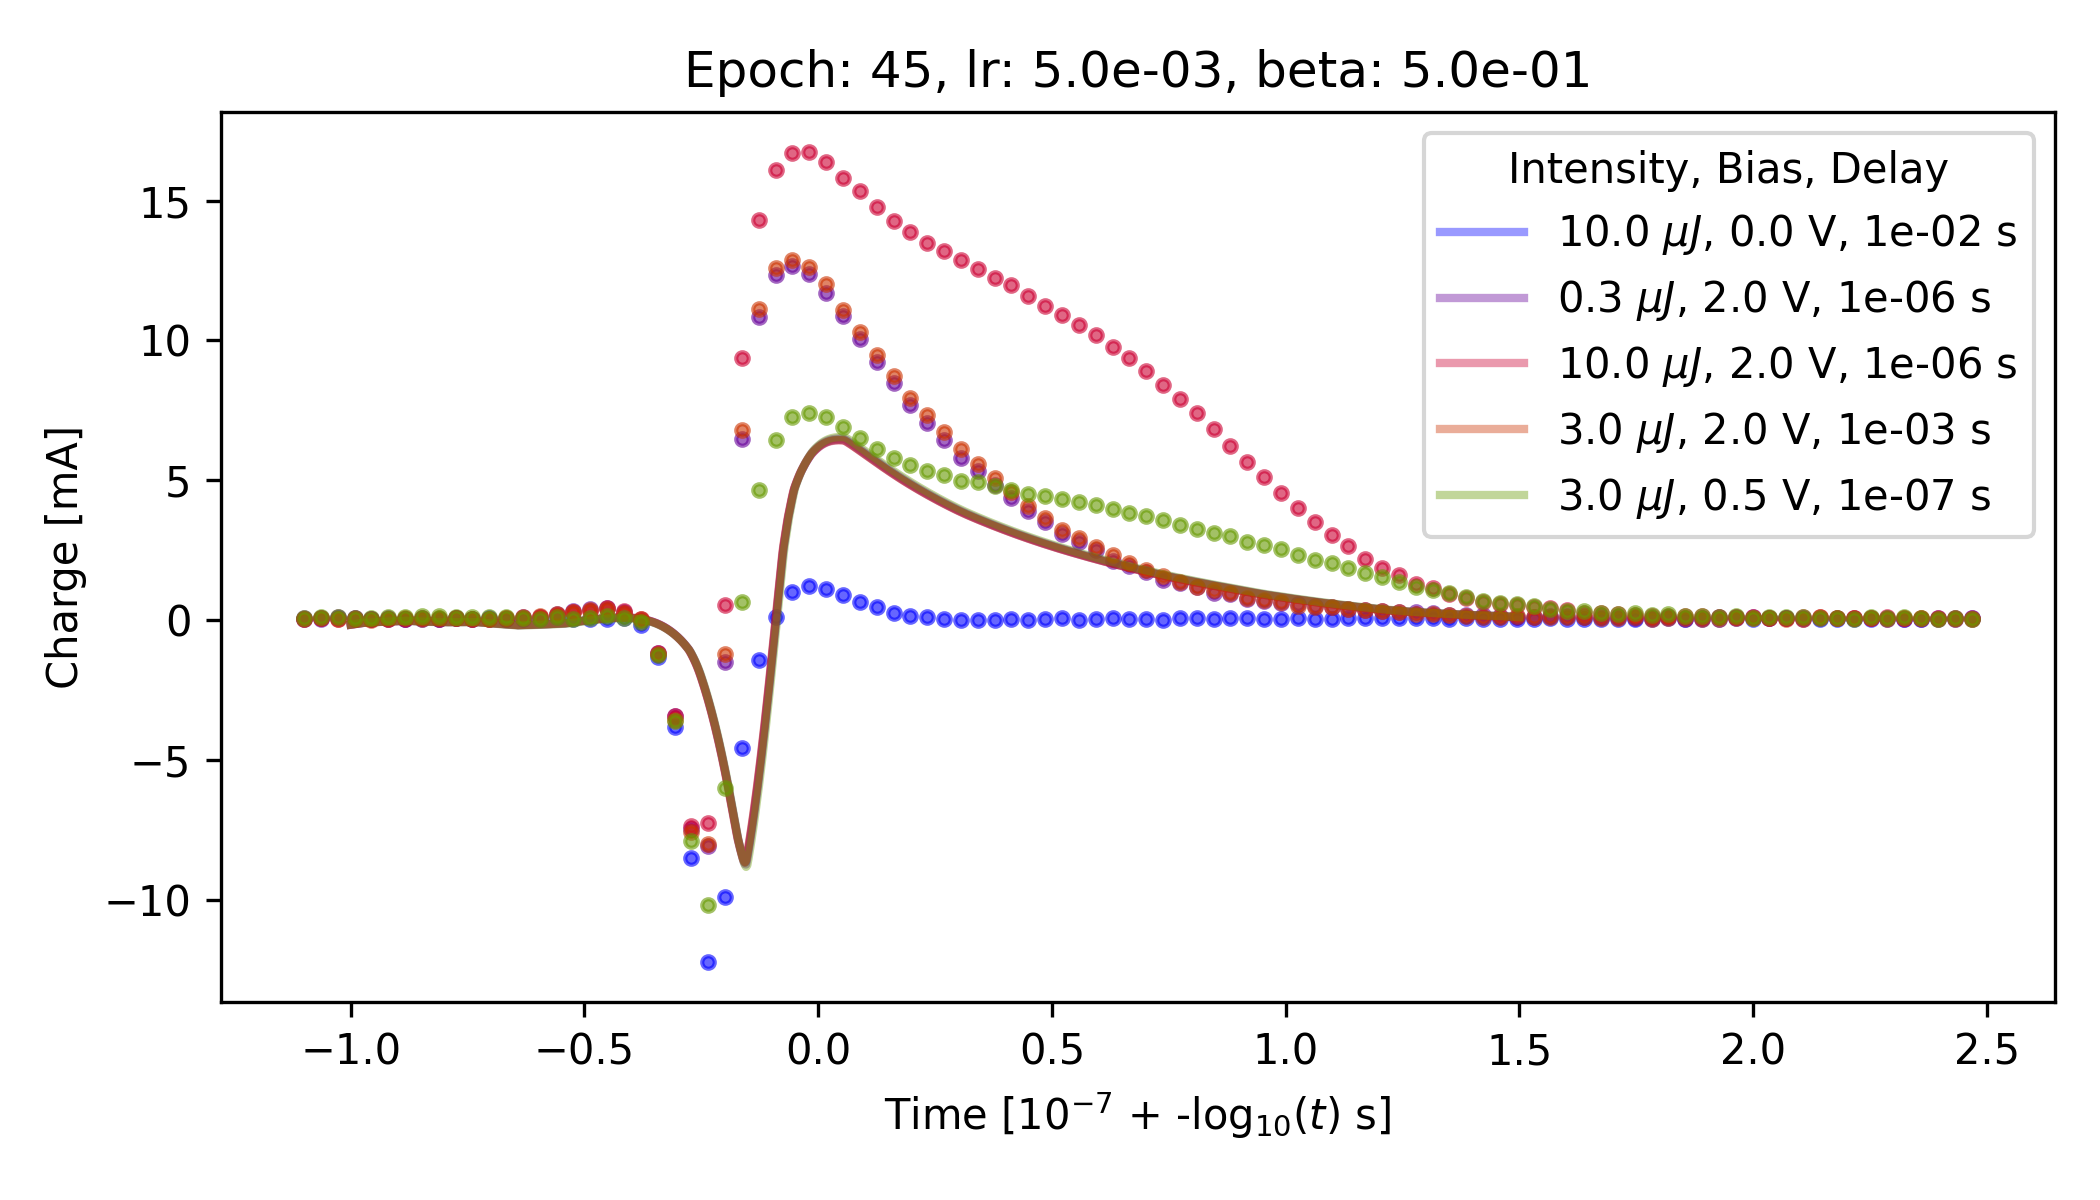 Epoch: 45, lr: 5.0e-03, beta: 5.0e-01
Charge [mA]
15
10
5
0
−5
−10
Intensity, Bias, Delay
10.0 μJ, 0.0 V, 1e-02 s
0.3 μJ, 2.0 V, 1e-06 s
10.0 μJ, 2.0 V, 1e-06 s
3.0 μJ, 2.0 V, 1e-03 s
3.0 μJ, 0.5 V, 1e-07 s
−1.0 −0.5 0.0 0.5 1.0 1.5 2.0 2.5
Time [10⁻⁷ + -log₁₀(t) s]